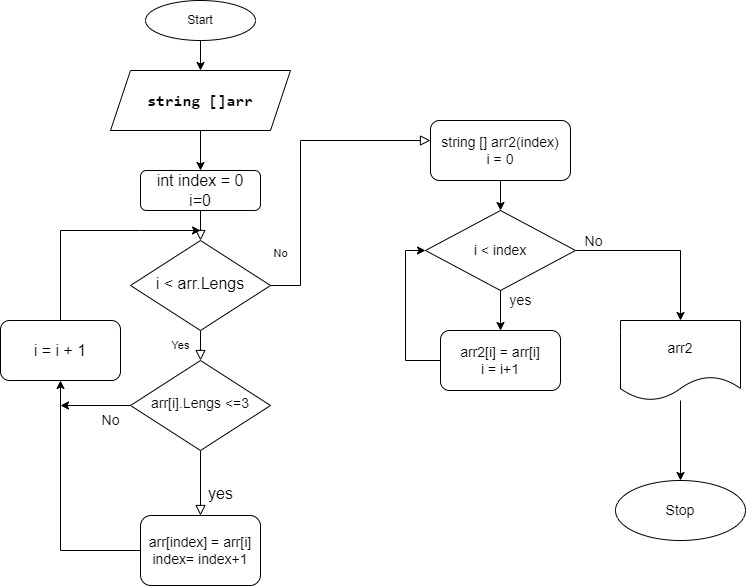 Start
string []arr
int index = 0
i=0
i < arr.Lengs
No
Yes
i = i + 1
arr[i].Lengs <=3
No
yes
arr[index] = arr[i]
index= index+1
string [] arr2(index)
i = 0
i < index
No
yes
arr2[i] = arr[i]
i = i+1
arr2
Stop